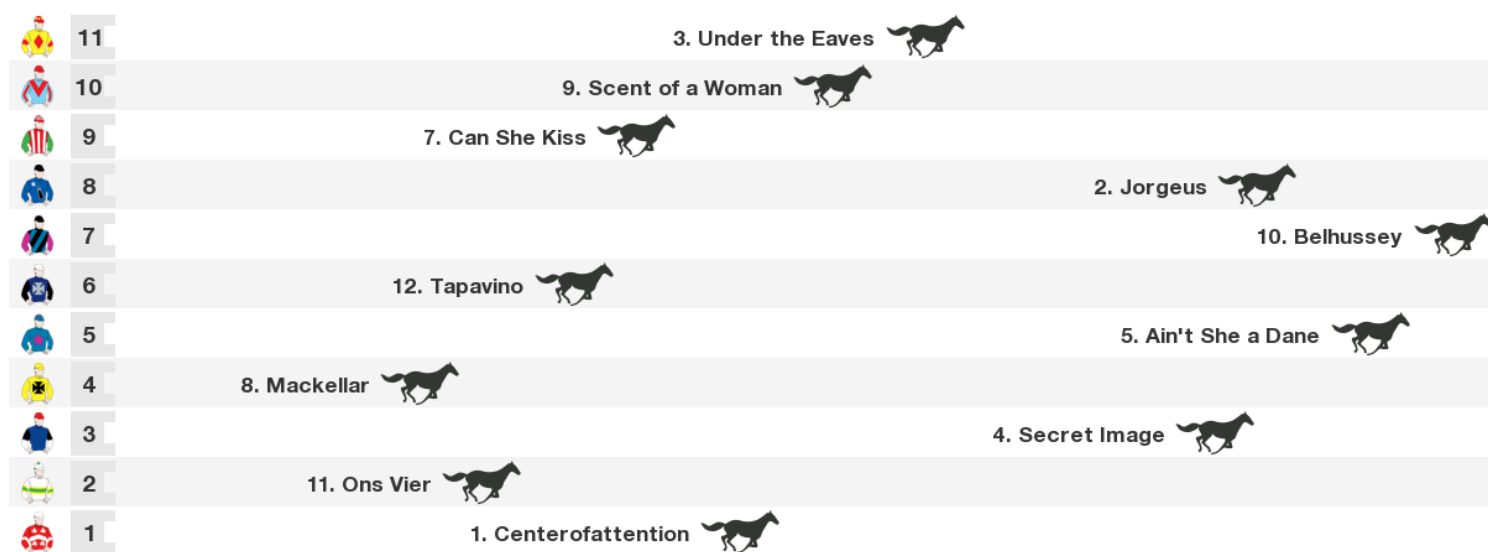 11 3. Under the Eaves
10 9. Scent of a Woman
9 7. Can She Kiss
8 2. Jorgeus
7 10. Belhussey
6 12. Tapavino
5 5. Ain't She a Dane
4 8. Mackellar
3 4. Secret Image
2 11. Ons Vier
1 1. Centerofattention